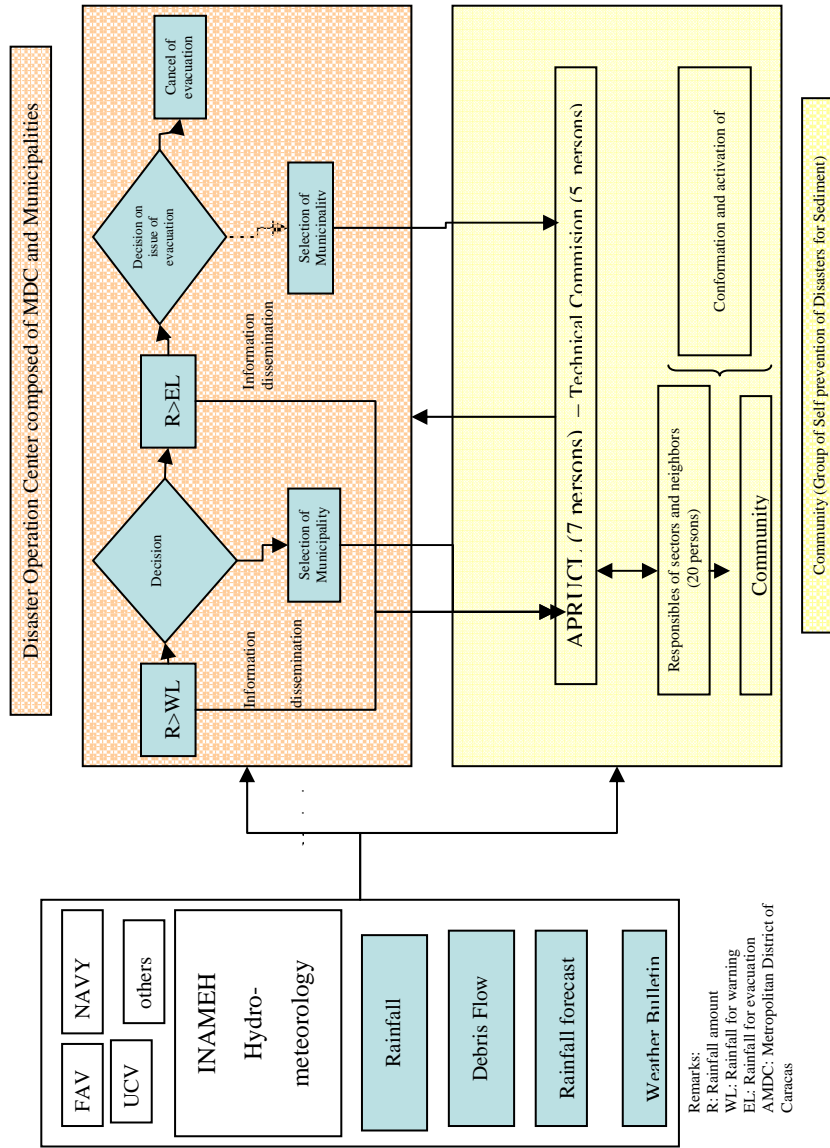 Disaster Operation Center composed of MDC and Municipalities
R>WL
Decision
R>EL
Decision on
issue of
evacuation
Cancel of
evacuation
Information
dissemination
Selection of
Municipality
Information
dissemination
Selection of
Municipality
FAV
NAVY
UCV
others
INAMEH
Hydro-
meteorology
Rainfall
Debris Flow
Rainfall forecast
Weather Bulletin
APRUCL (7 persons) – Technical Commision (5 persons)
Responsibles of sectors and neighbors
(20 persons)
Community
Conformation and activation of
Community (Group of Self prevention of Disasters for Sediment)
Remarks:
R: Rainfall amount
WL: Rainfall for warning
EL: Rainfall for evacuation
AMDC: Metropolitan District of
Caracas